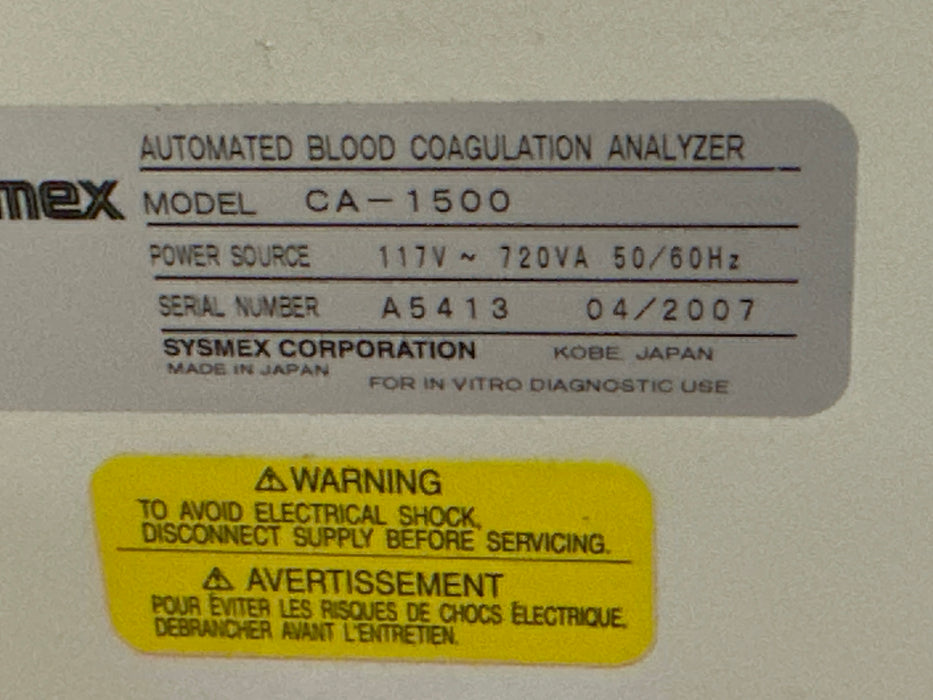 AUTOMATED BLOOD COAGULATION ANALYZER
mex MODEL CA-1500
POWER SOURCE 117V ~ 720VA 50/60Hz
SERIAL NUMBER A5413 04/2007
SYSMEX CORPORATION KOBE, JAPAN
MADE IN JAPAN
FOR IN VITRO DIAGNOSTIC USE
⚠WARNING
TO AVOID ELECTRICAL SHOCK,
DISCONNECT SUPPLY BEFORE SERVICING.
⚠ AVERTISSEMENT
POUR ÉVITER LES RISQUES DE CHOCS ÉLECTRIQUE,
DÉBRANCHER AVANT L'ENTRETIEN.